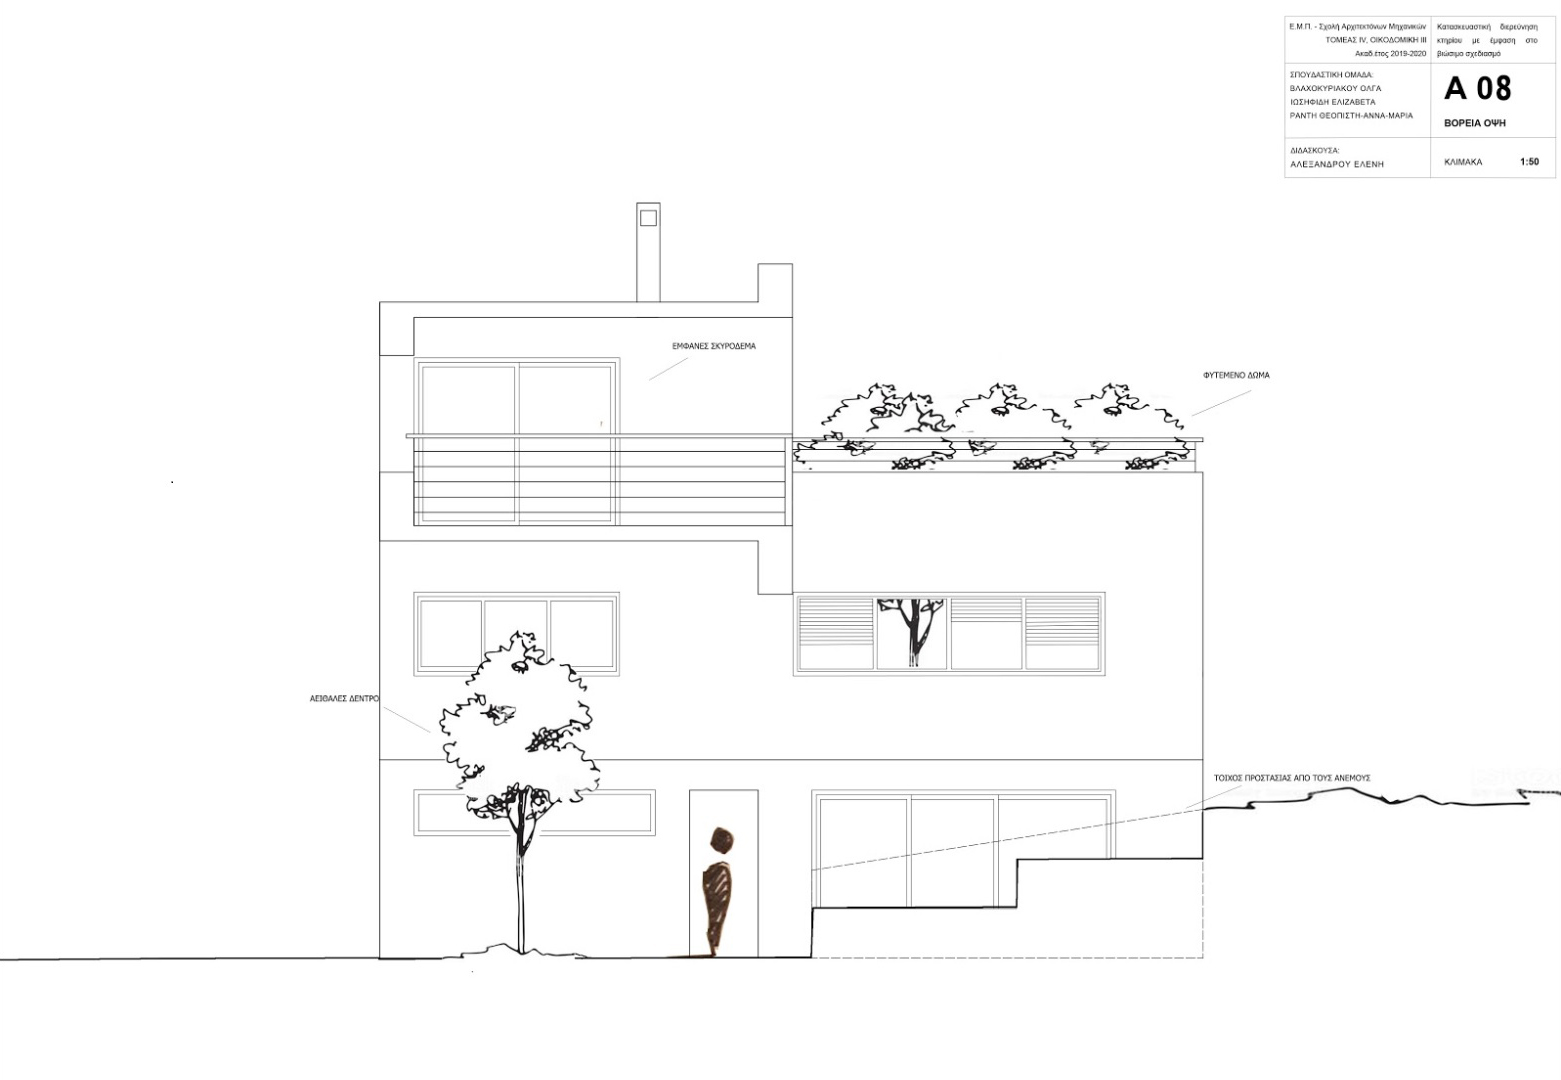 Ε.Μ.Π. - Σχολή Αρχιτεκτόνων Μηχανικών
ΤΟΜΕΑΣ IV, ΟΙΚΟΔΟΜΙΚΗ III
Ακαδ.έτος 2019-2020
Κατασκευαστική διερεύνηση
κτηρίου με έμφαση στο
βιώσιμο σχεδιασμό
ΣΠΟΥΔΑΣΤΙΚΗ ΟΜΑΔΑ:
ΒΛΑΧΟΚΥΡΙΑΚΟΥ ΟΛΓΑ
ΙΩΣΗΦΙΔΗ ΕΛΙΖΑΒΕΤΑ
ΡΑΝΤΗ ΘΕΟΠΙΣΤΗ-ΑΝΝΑ-ΜΑΡΙΑ
Α 08
ΒΟΡΕΙΑ ΟΨΗ
ΔΙΔΑΣΚΟΥΣΑ:
ΑΛΕΞΑΝΔΡΟΥ ΕΛΕΝΗ
ΚΛΙΜΑΚΑ 1:50
ΕΜΦΑΝΕΣ ΣΚΥΡΟΔΕΜΑ
ΦΥΤΕΜΕΝΟ ΔΩΜΑ
ΑΕΙΘΑΛΕΣ ΔΕΝΤΡΟ
ΤΟΙΧΟΣ ΠΡΟΣΤΑΣΙΑΣ ΑΠΟ ΤΟΥΣ ΑΝΕΜΟΥΣ